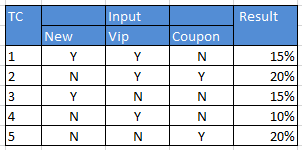 TC Input Result
New Vip Coupon
1 Y Y N 15%
2 N Y Y 20%
3 Y N N 15%
4 N Y N 10%
5 N N Y 20%